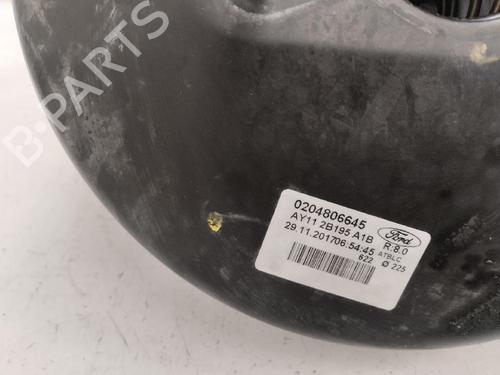 B-PARTS
0204806645
AY11 2B195 A1B
29.11.201706:54:45
622
Ford
R:8.0
ATBLC
Ø 225